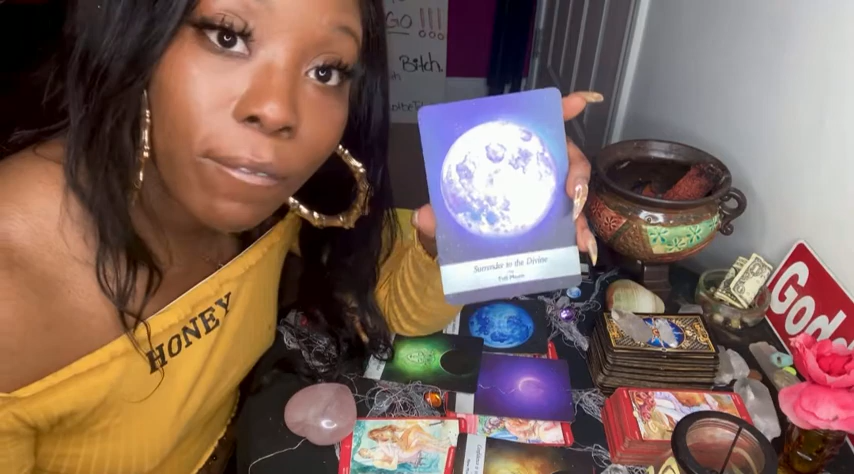 GO!!!
Bitch.
Surrender to the Divine
Full Moon
HONEY
God